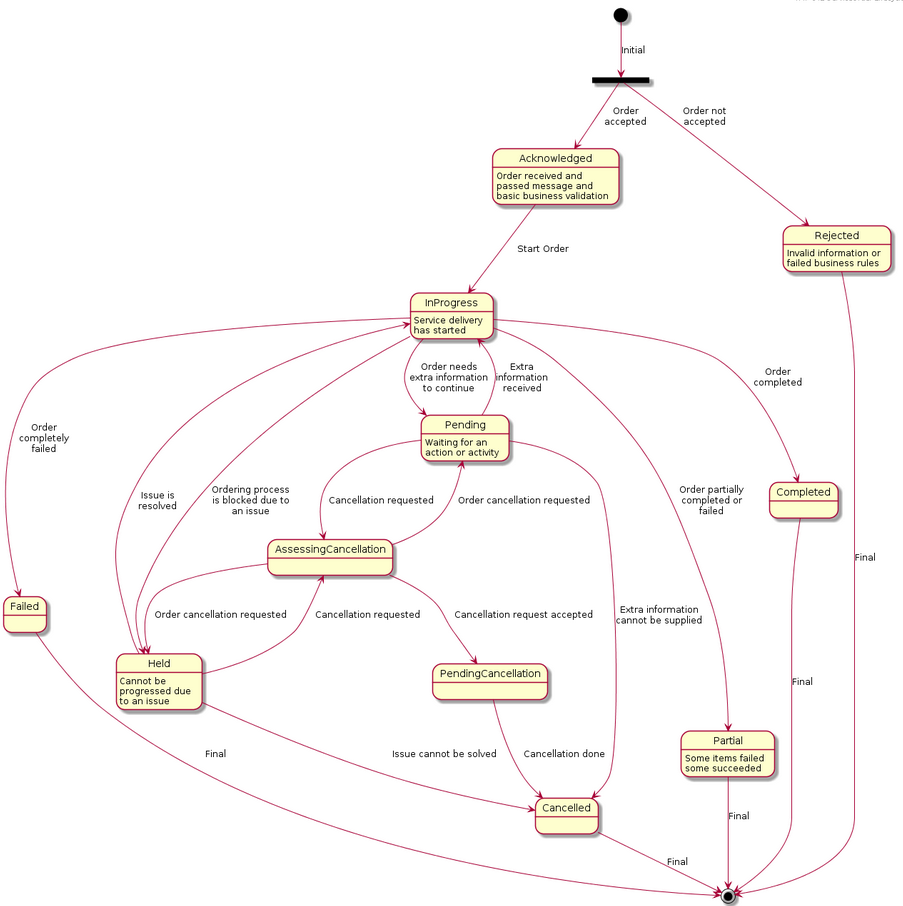 Initial
Order
accepted
Order not
accepted
Acknowledged
Order received and
passed message and
basic business validation
Rejected
Invalid information or
failed business rules
Start Order
InProgress
Service delivery
has started
Order needs
extra information
to continue
Extra
information
received
Order
completed
Order
completely
failed
Pending
Waiting for an
action or activity
Issue is
resolved
Ordering process
is blocked due to
an issue
Cancellation requested
Order cancellation requested
Order partially
completed or
failed
Completed
AssessingCancellation
Final
Failed
Order cancellation requested
Cancellation requested
Cancellation request accepted
Extra information
cannot be supplied
Held
Cannot be
progressed due
to an issue
PendingCancellation
Final
Partial
Some items failed
some succeeded
Final
Issue cannot be solved
Cancellation done
Cancelled
Final
Final